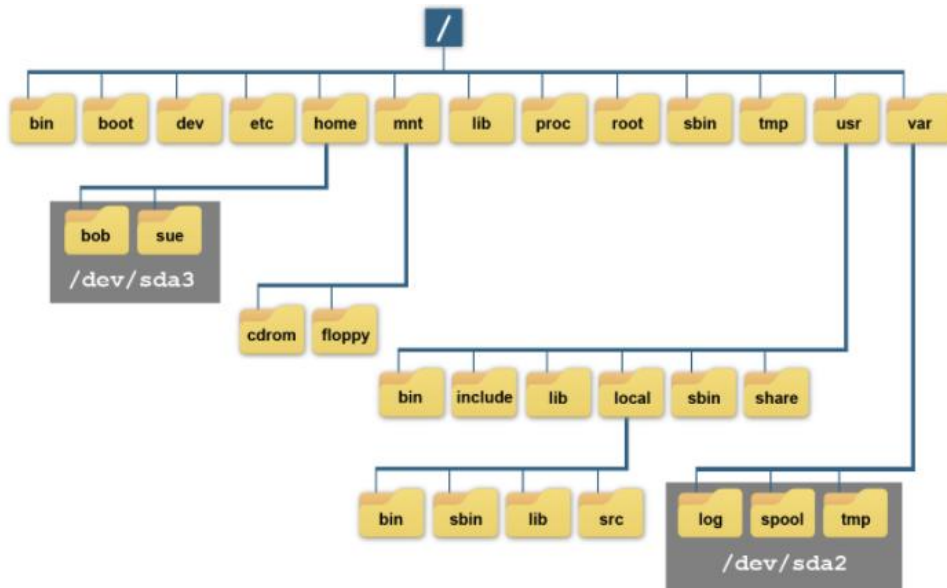 /
bin boot dev etc home mnt lib proc root sbin tmp usr var
bob sue
/dev/sda3
cdrom floppy
bin include lib local sbin share
bin sbin lib src
log spool tmp
/dev/sda2